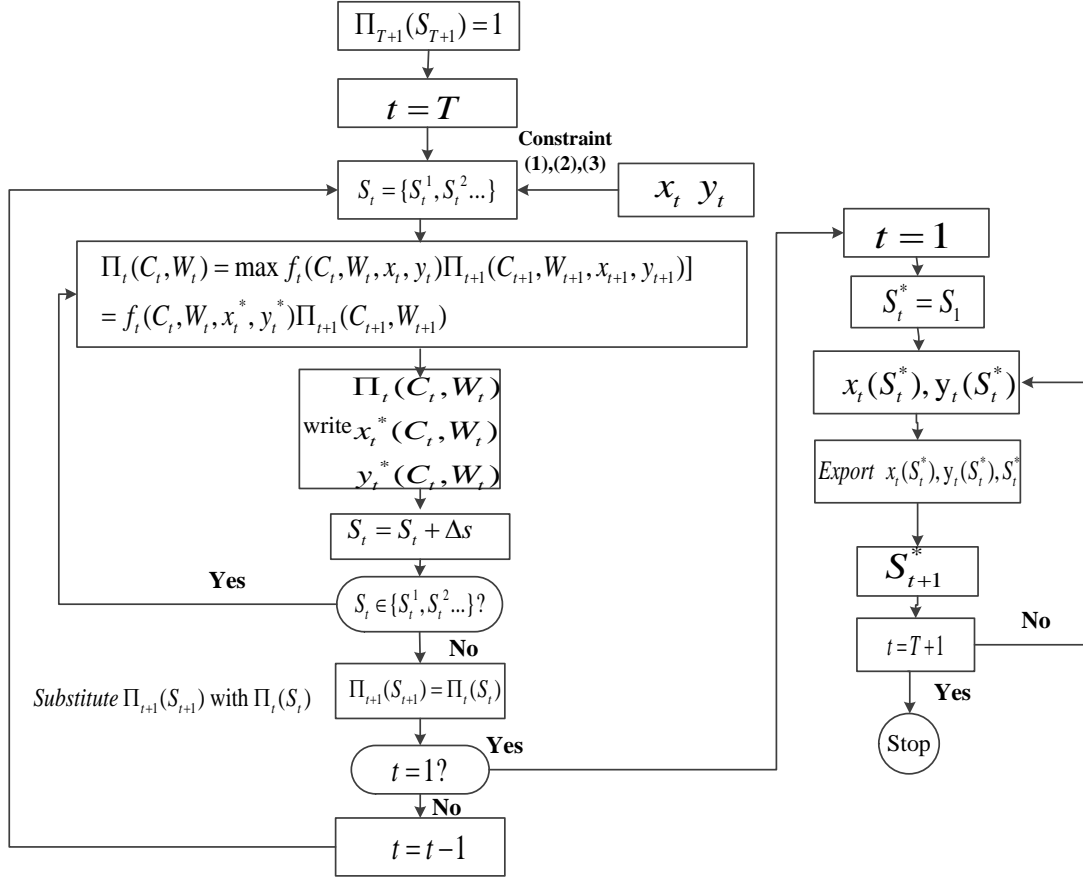 Π_{T+1}(S_{T+1}) = 1
t = T
Constraint
(1),(2),(3)
S_t = {S_t^1, S_t^2...}
x_t y_t
Π_t(C_t,W_t) = max f_t(C_t,W_t,x_t,y_t)Π_{t+1}(C_{t+1},W_{t+1},x_{t+1},y_{t+1})]
= f_t(C_t,W_t,x_t^*,y_t^*)Π_{t+1}(C_{t+1},W_{t+1})
Π_t(C_t,W_t)
write x_t^*(C_t,W_t)
y_t^*(C_t,W_t)
S_t = S_t + Δs
Yes
S_t ∈ {S_t^1, S_t^2...}?
No
Substitute Π_{t+1}(S_{t+1}) with Π_t(S_t)
Π_{t+1}(S_{t+1}) = Π_t(S_t)
Yes
t = 1?
No
t = t − 1
t = 1
S_t^* = S_1
x_t(S_t^*), y_t(S_t^*)
Export x_t(S_t^*), y_t(S_t^*), S_t^*
S_{t+1}^*
No
t = T + 1
Yes
Stop